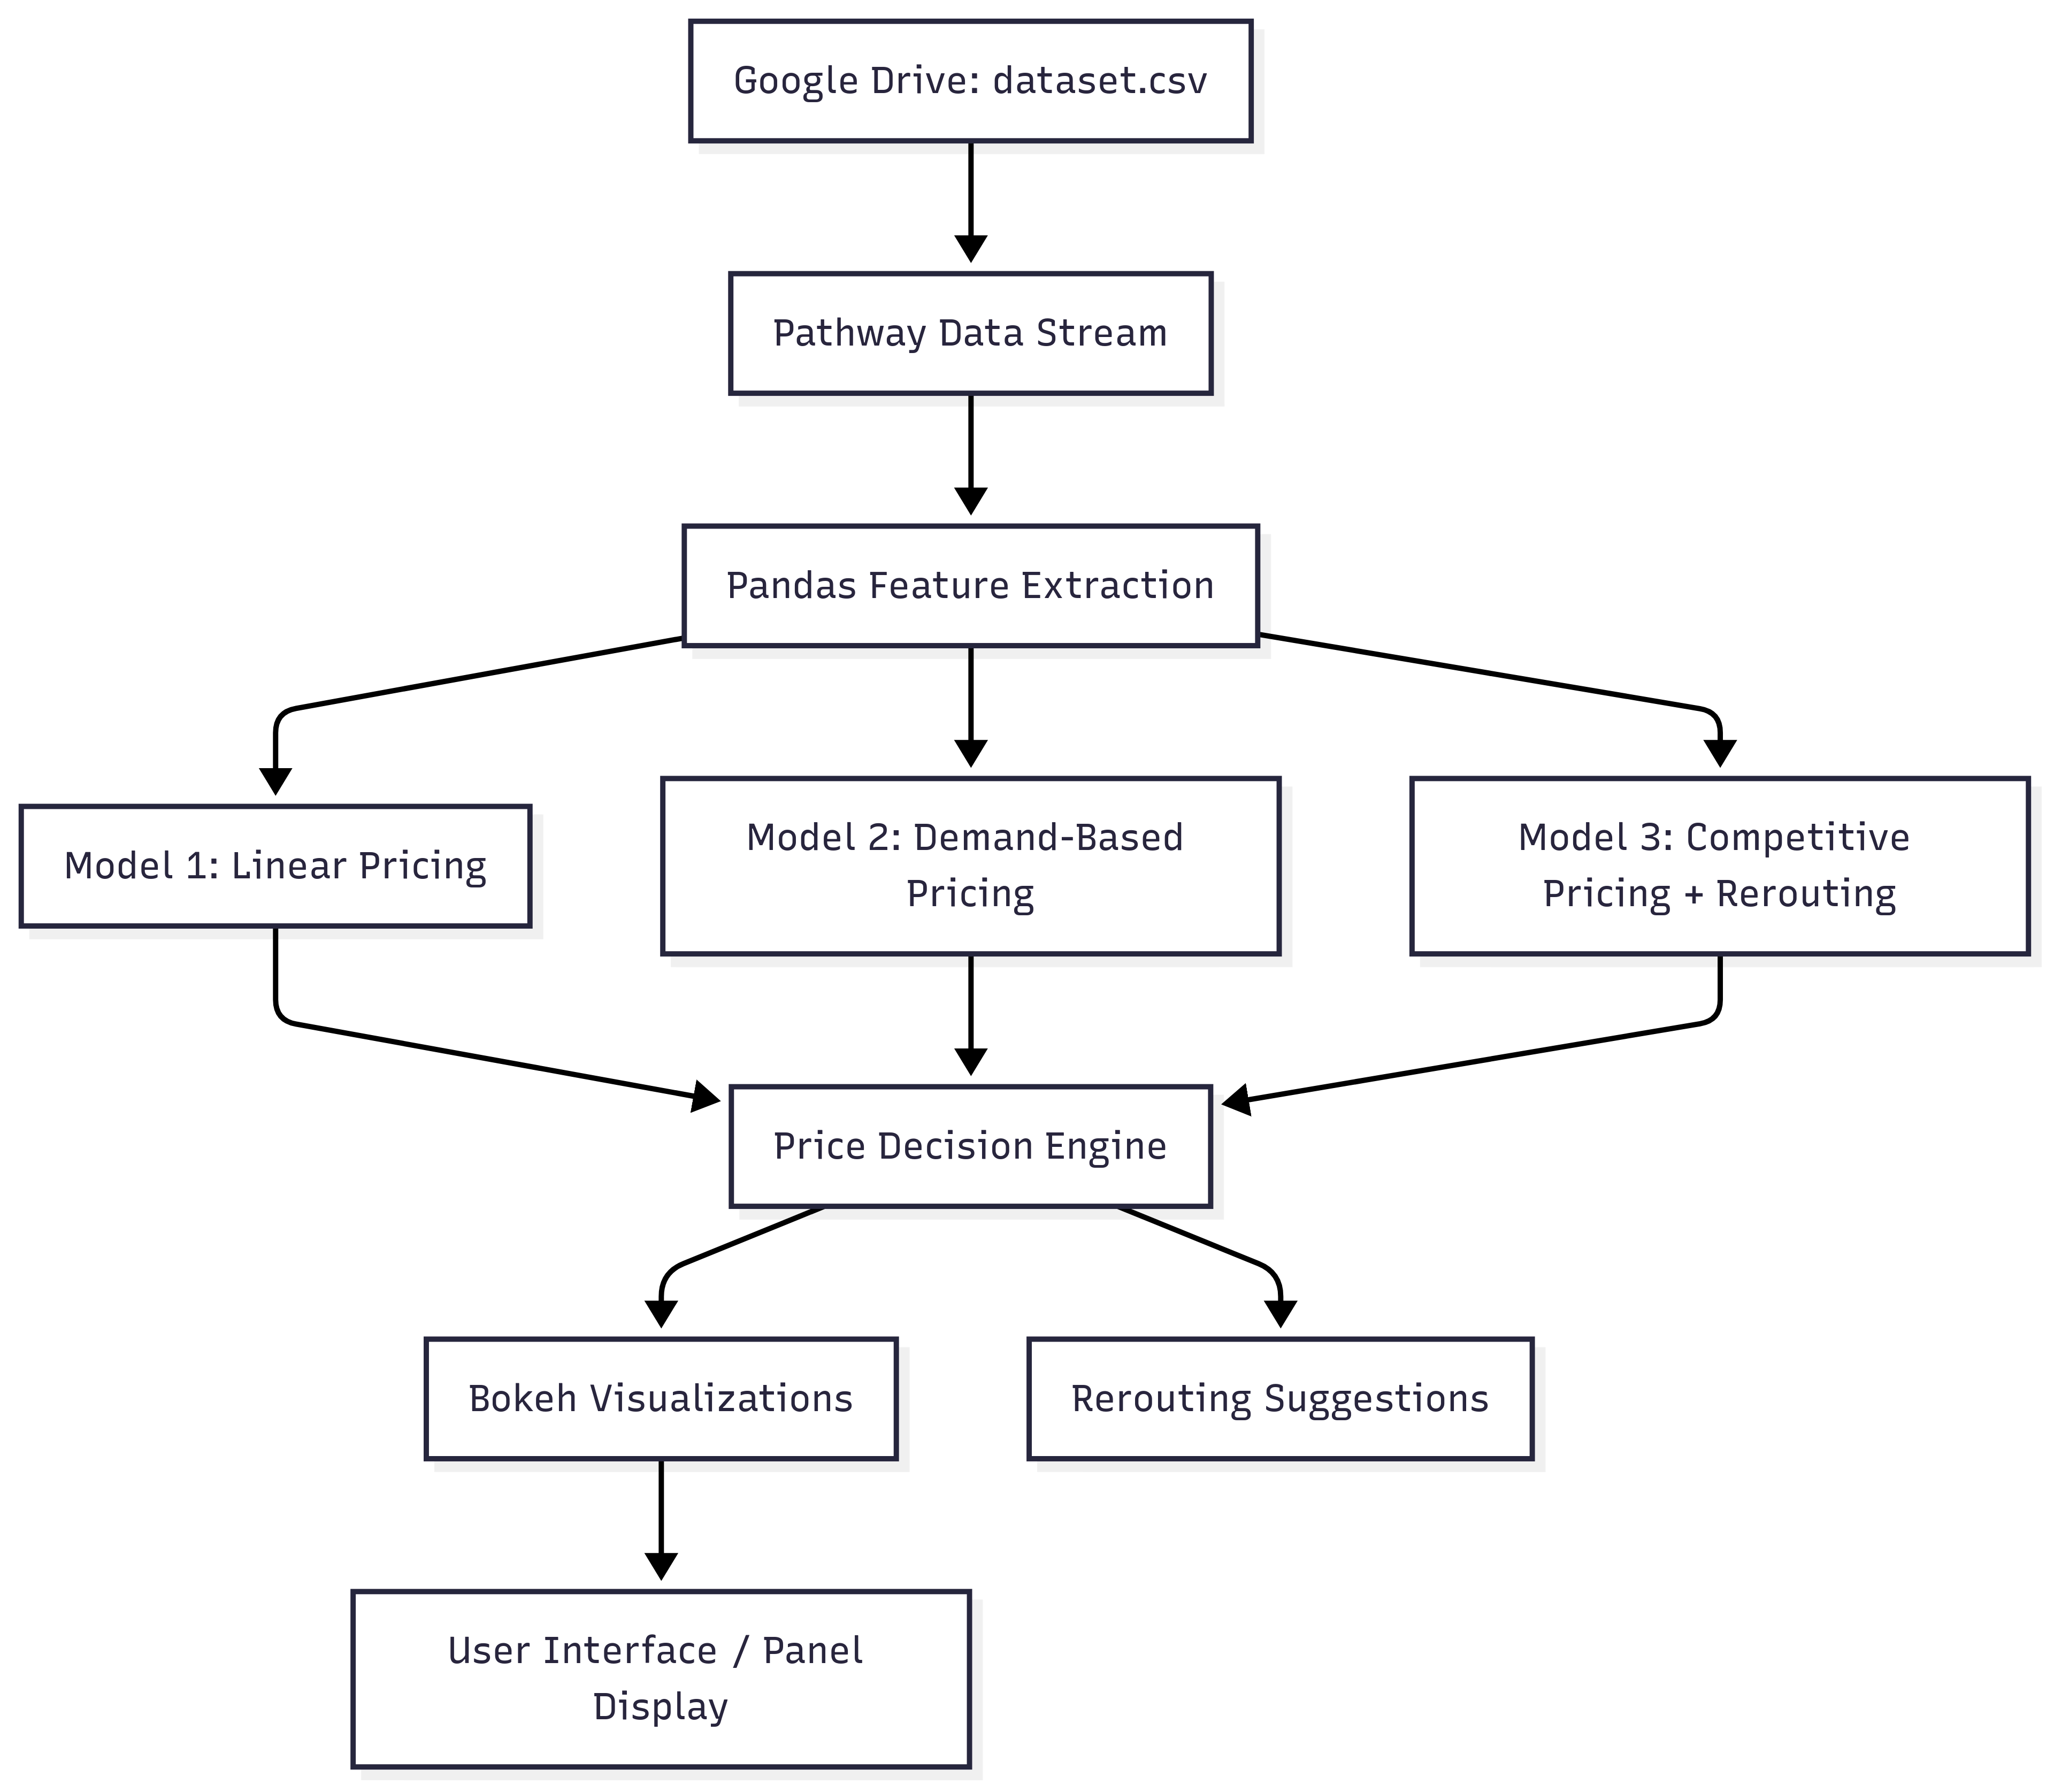 Google Drive: dataset.csv
Pathway Data Stream
Pandas Feature Extraction
Model 1: Linear Pricing
Model 2: Demand-Based
Pricing
Model 3: Competitive
Pricing + Rerouting
Price Decision Engine
Bokeh Visualizations
Rerouting Suggestions
User Interface / Panel
Display